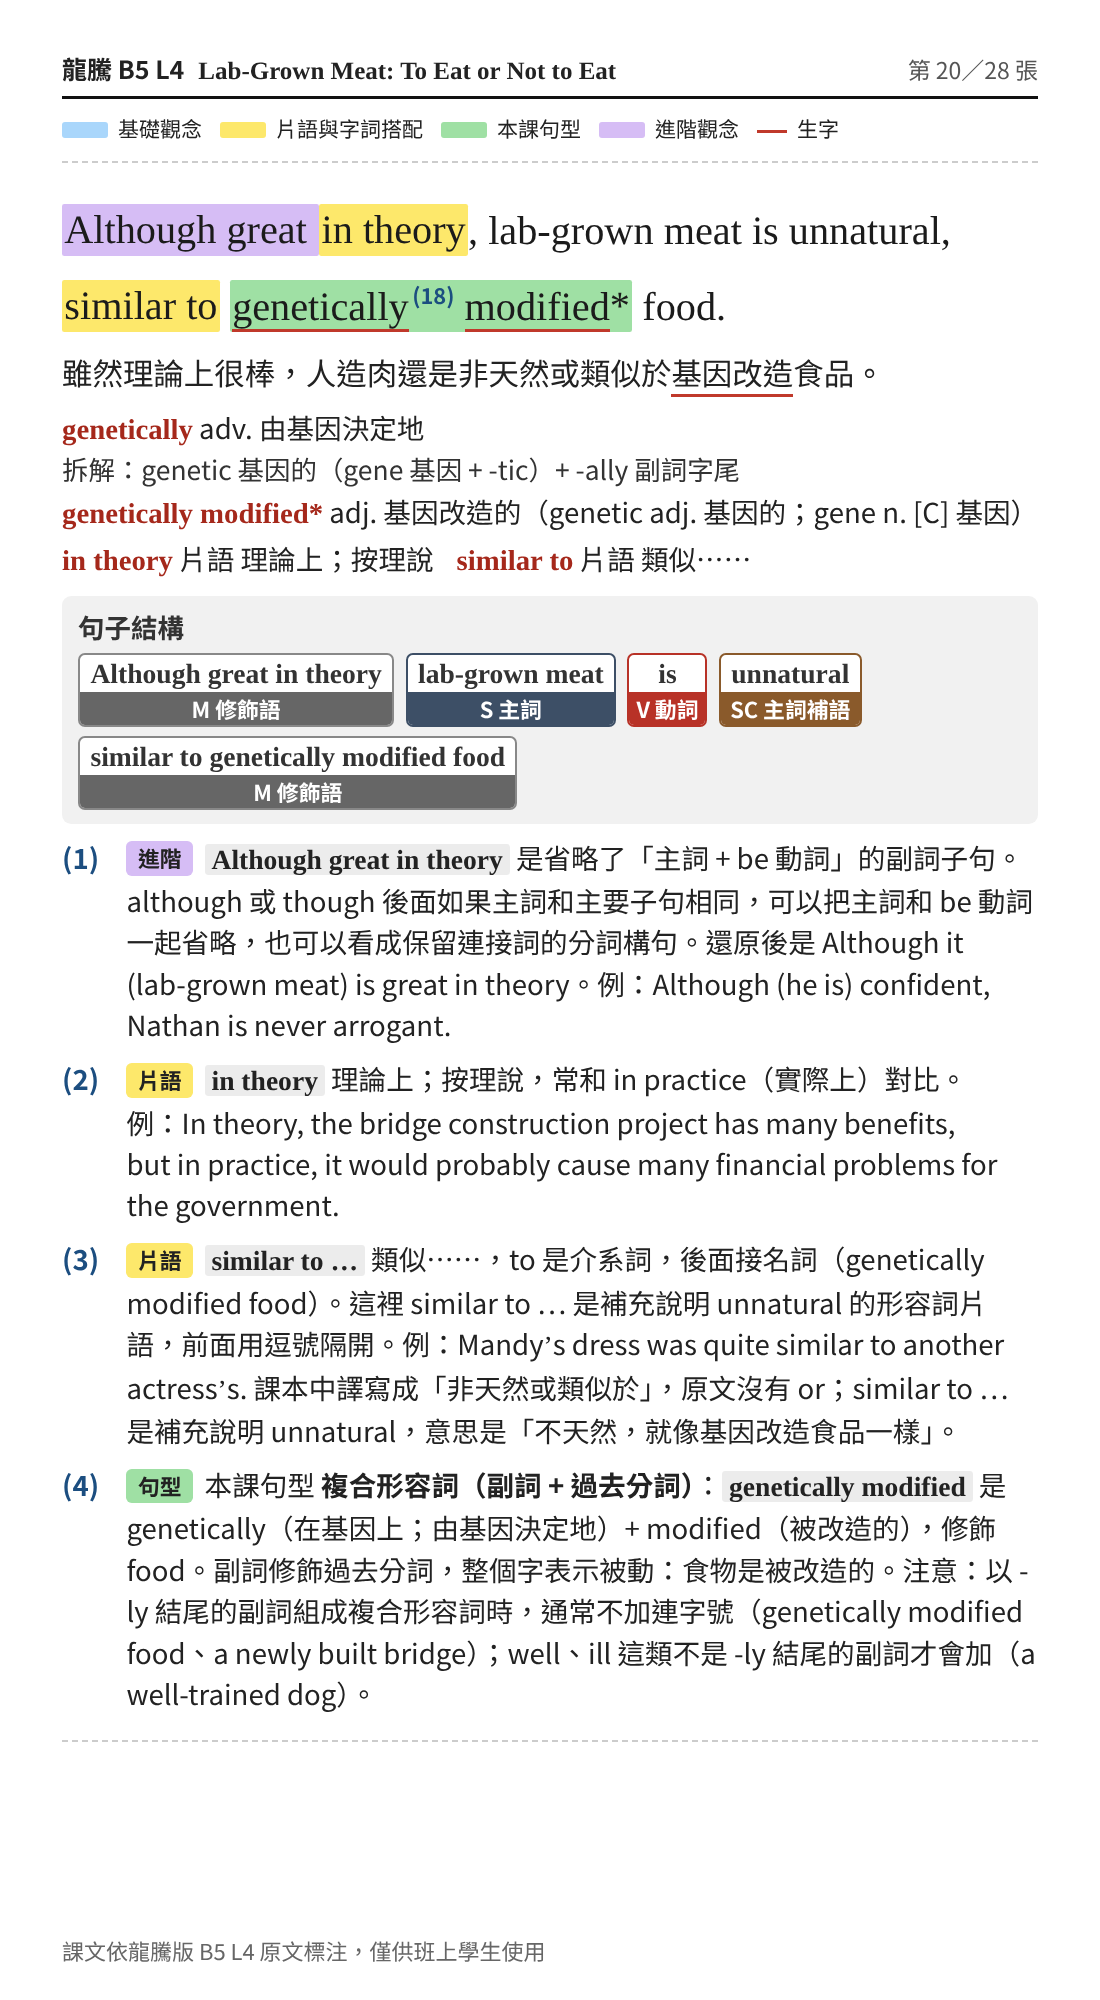 龍騰 B5 L4 Lab-Grown Meat: To Eat or Not to Eat 第 20／28 張
基礎觀念 片語與字詞搭配 本課句型 進階觀念 生字
Although great in theory, lab-grown meat is unnatural,
similar to genetically(18) modified* food.
雖然理論上很棒，人造肉還是非天然或類似於基因改造食品。
genetically adv. 由基因決定地
拆解：genetic 基因的（gene 基因 + -tic）+ -ally 副詞字尾
genetically modified* adj. 基因改造的（genetic adj. 基因的；gene n. [C] 基因）
in theory 片語 理論上；按理說 similar to 片語 類似……
句子結構
Although great in theory lab-grown meat is unnatural
M 修飾語 S 主詞 V 動詞 SC 主詞補語
similar to genetically modified food
M 修飾語
(1) 進階 Although great in theory 是省略了「主詞 + be 動詞」的副詞子句。
although 或 though 後面如果主詞和主要子句相同，可以把主詞和 be 動詞
一起省略，也可以看成保留連接詞的分詞構句。還原後是 Although it
(lab-grown meat) is great in theory。例：Although (he is) confident,
Nathan is never arrogant.
(2) 片語 in theory 理論上；按理說，常和 in practice（實際上）對比。
例：In theory, the bridge construction project has many benefits,
but in practice, it would probably cause many financial problems for
the government.
(3) 片語 similar to … 類似……，to 是介系詞，後面接名詞（genetically
modified food）。這裡 similar to … 是補充說明 unnatural 的形容詞片
語，前面用逗號隔開。例：Mandy’s dress was quite similar to another
actress’s. 課本中譯寫成「非天然或類似於」，原文沒有 or；similar to …
是補充說明 unnatural，意思是「不天然，就像基因改造食品一樣」。
(4) 句型 本課句型 複合形容詞（副詞 + 過去分詞）：genetically modified 是
genetically（在基因上；由基因決定地）+ modified（被改造的），修飾
food。副詞修飾過去分詞，整個字表示被動：食物是被改造的。注意：以 -
ly 結尾的副詞組成複合形容詞時，通常不加連字號（genetically modified
food、a newly built bridge）；well、ill 這類不是 -ly 結尾的副詞才會加（a
well-trained dog）。
課文依龍騰版 B5 L4 原文標注，僅供班上學生使用